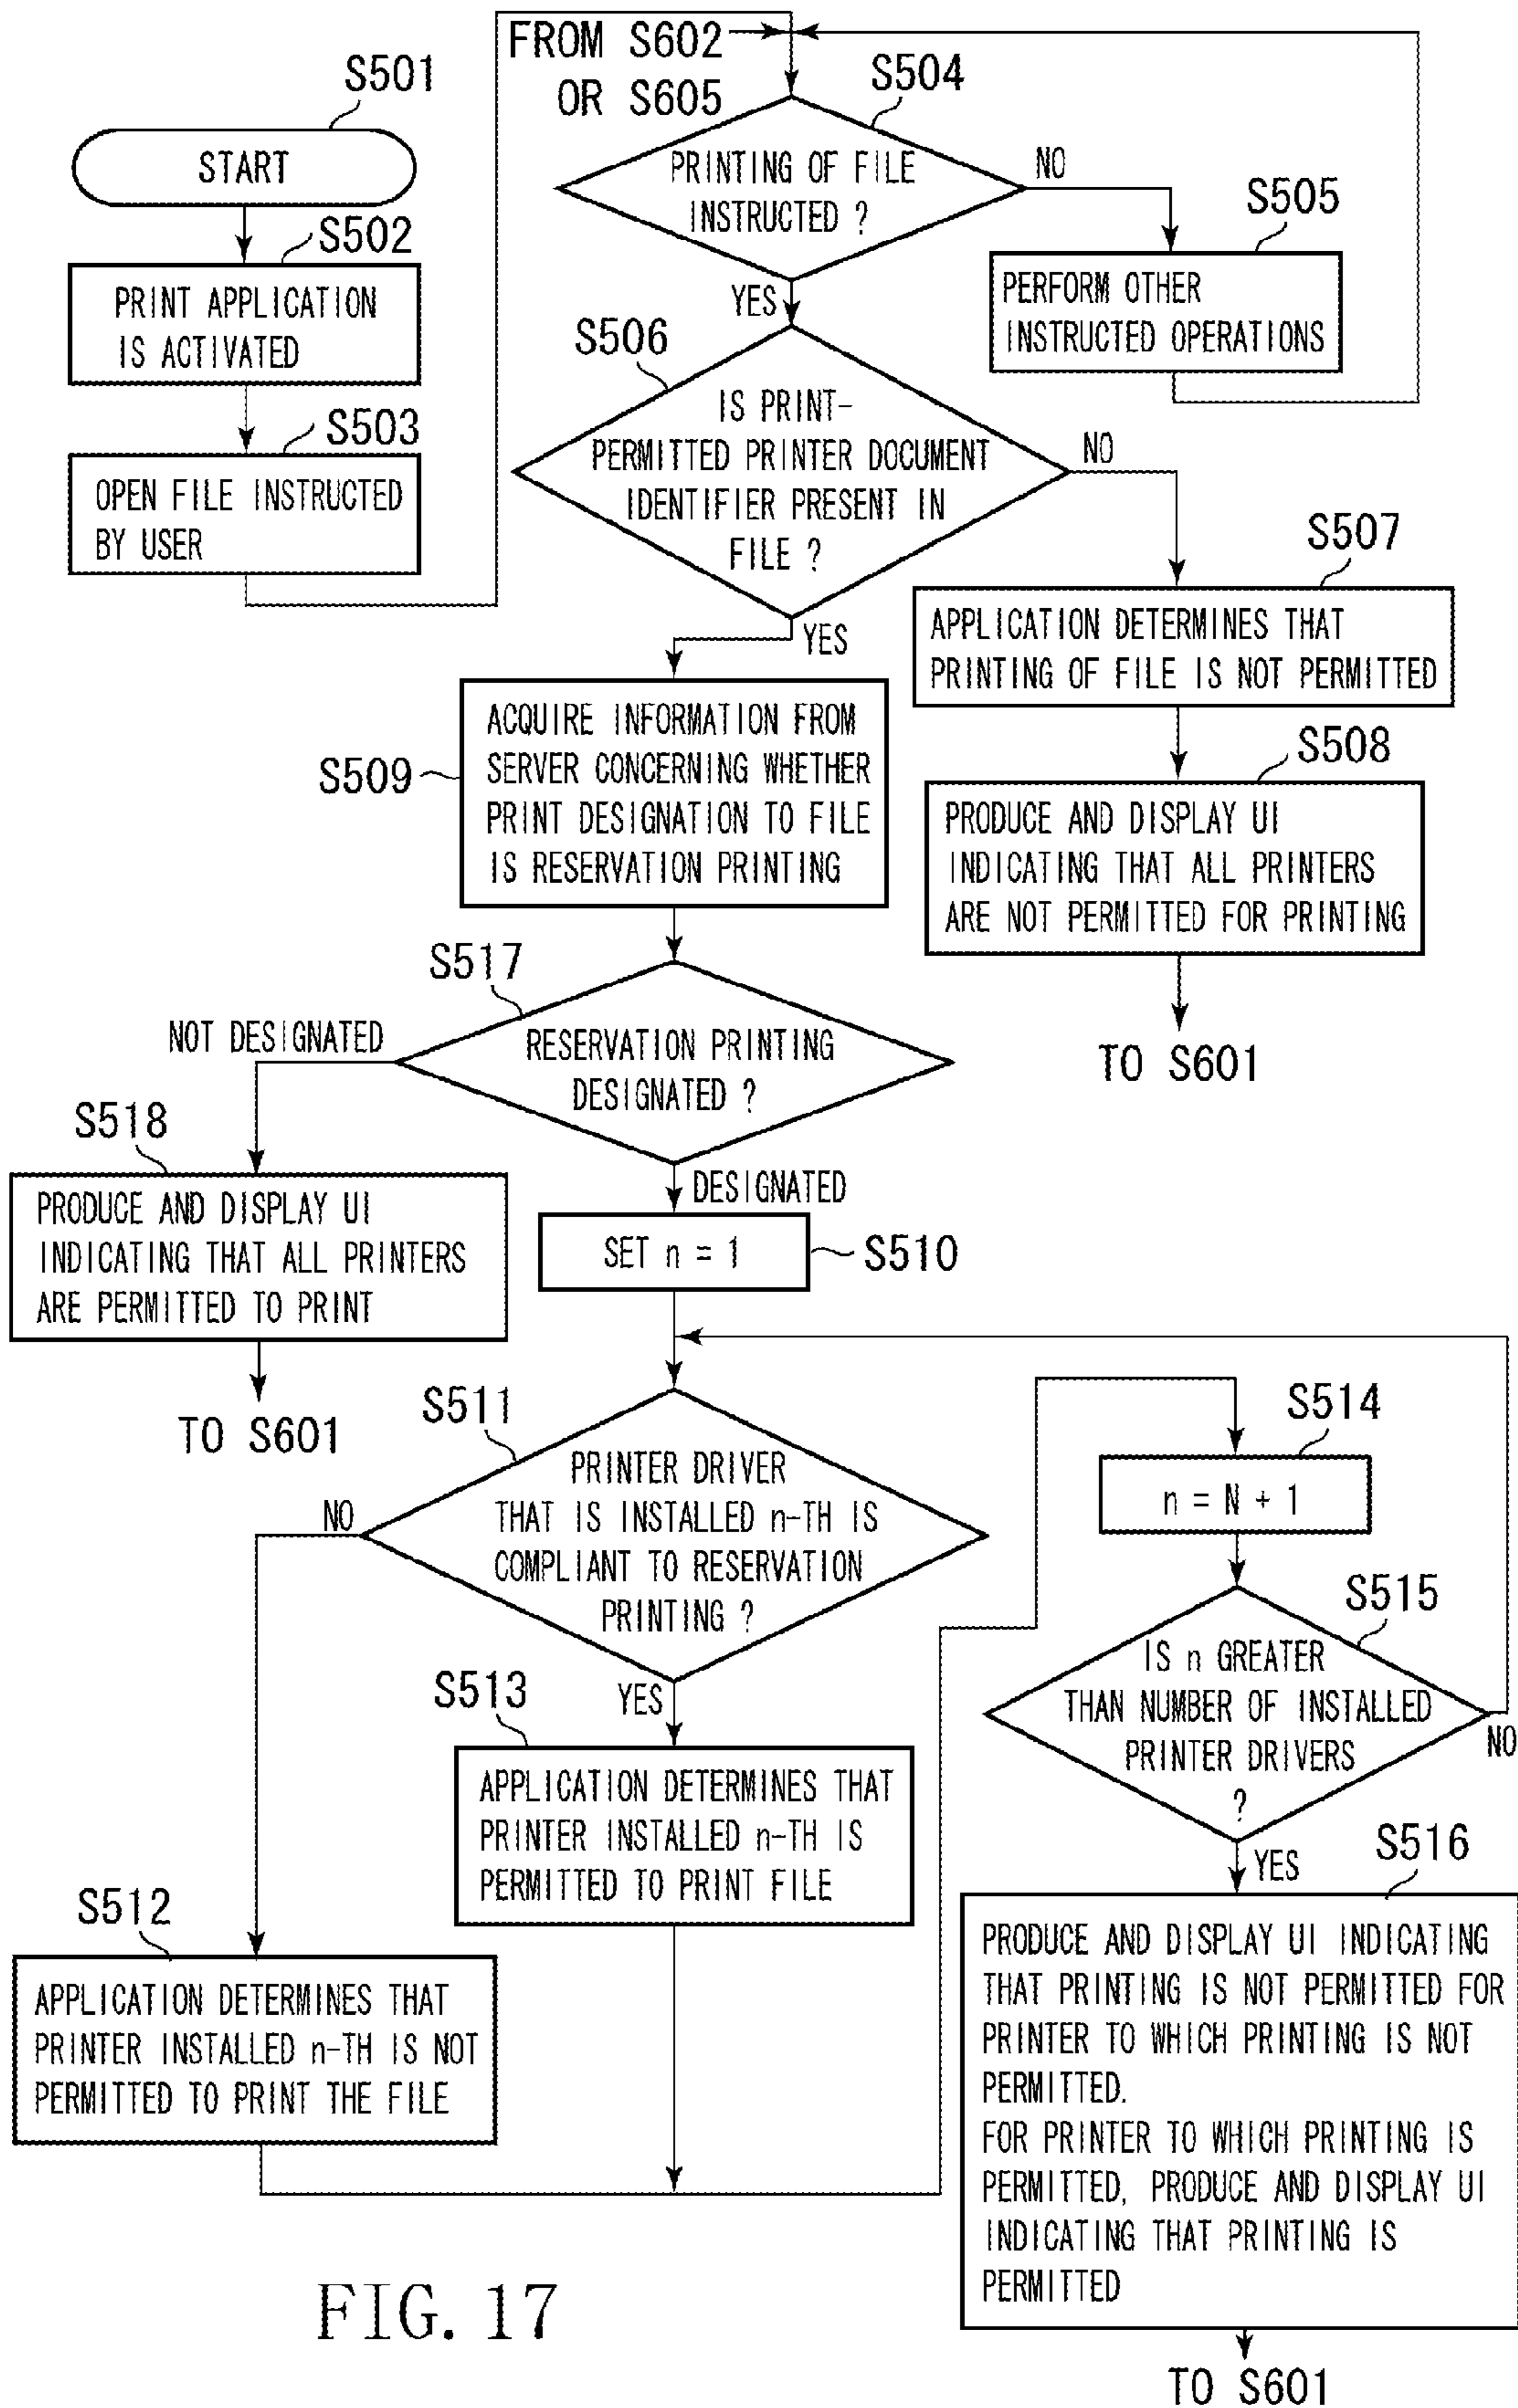 S501
START
S502
PRINT APPLICATION
IS ACTIVATED
S503
OPEN FILE INSTRUCTED
BY USER
FROM S602
OR S605
S504
PRINTING OF FILE
INSTRUCTED ?
NO
YES
S505
PERFORM OTHER
INSTRUCTED OPERATIONS
S506
IS PRINT-
PERMITTED PRINTER DOCUMENT
IDENTIFIER PRESENT IN
FILE ?
NO
YES
S507
APPLICATION DETERMINES THAT
PRINTING OF FILE IS NOT PERMITTED
S508
PRODUCE AND DISPLAY UI
INDICATING THAT ALL PRINTERS
ARE NOT PERMITTED FOR PRINTING
TO S601
S509
ACQUIRE INFORMATION FROM
SERVER CONCERNING WHETHER
PRINT DESIGNATION TO FILE
IS RESERVATION PRINTING
S517
RESERVATION PRINTING
DESIGNATED ?
NOT DESIGNATED
DESIGNATED
S518
PRODUCE AND DISPLAY UI
INDICATING THAT ALL PRINTERS
ARE PERMITTED TO PRINT
TO S601
SET n = 1
S510
S511
PRINTER DRIVER
THAT IS INSTALLED n-TH IS
COMPLIANT TO RESERVATION
PRINTING ?
NO
YES
S513
APPLICATION DETERMINES THAT
PRINTER INSTALLED n-TH IS
PERMITTED TO PRINT FILE
S512
APPLICATION DETERMINES THAT
PRINTER INSTALLED n-TH IS NOT
PERMITTED TO PRINT THE FILE
S514
n = N + 1
S515
IS n GREATER
THAN NUMBER OF INSTALLED
PRINTER DRIVERS
?
NO
YES
S516
PRODUCE AND DISPLAY UI INDICATING
THAT PRINTING IS NOT PERMITTED FOR
PRINTER TO WHICH PRINTING IS NOT
PERMITTED.
FOR PRINTER TO WHICH PRINTING IS
PERMITTED, PRODUCE AND DISPLAY UI
INDICATING THAT PRINTING IS
PERMITTED
TO S601
FIG. 17